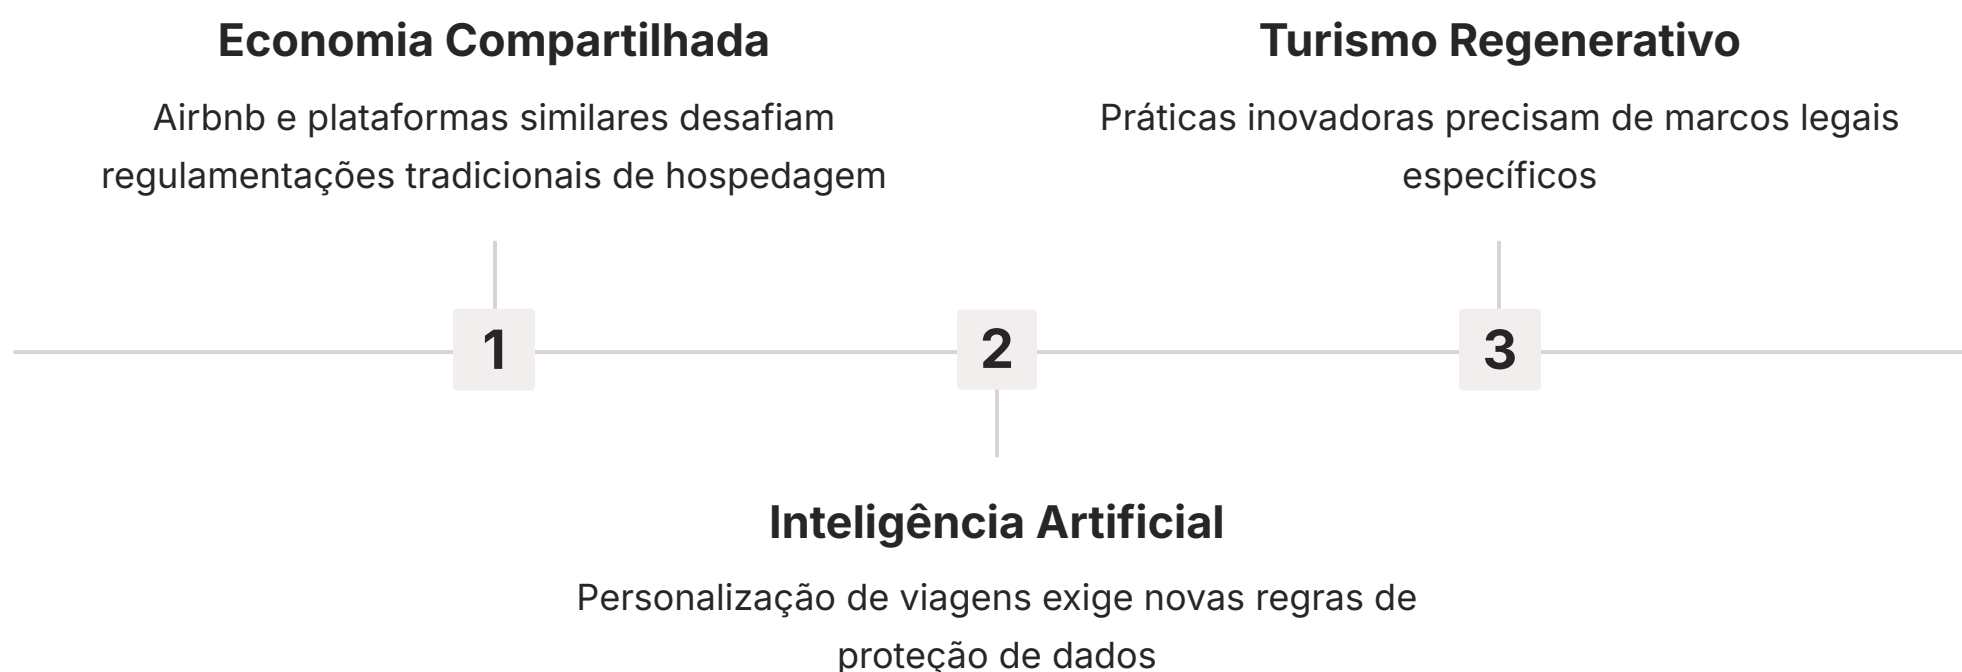 Economia Compartilhada
Airbnb e plataformas similares desafiam
regulamentações tradicionais de hospedagem
Turismo Regenerativo
Práticas inovadoras precisam de marcos legais
específicos
1
2
3
Inteligência Artificial
Personalização de viagens exige novas regras de
proteção de dados